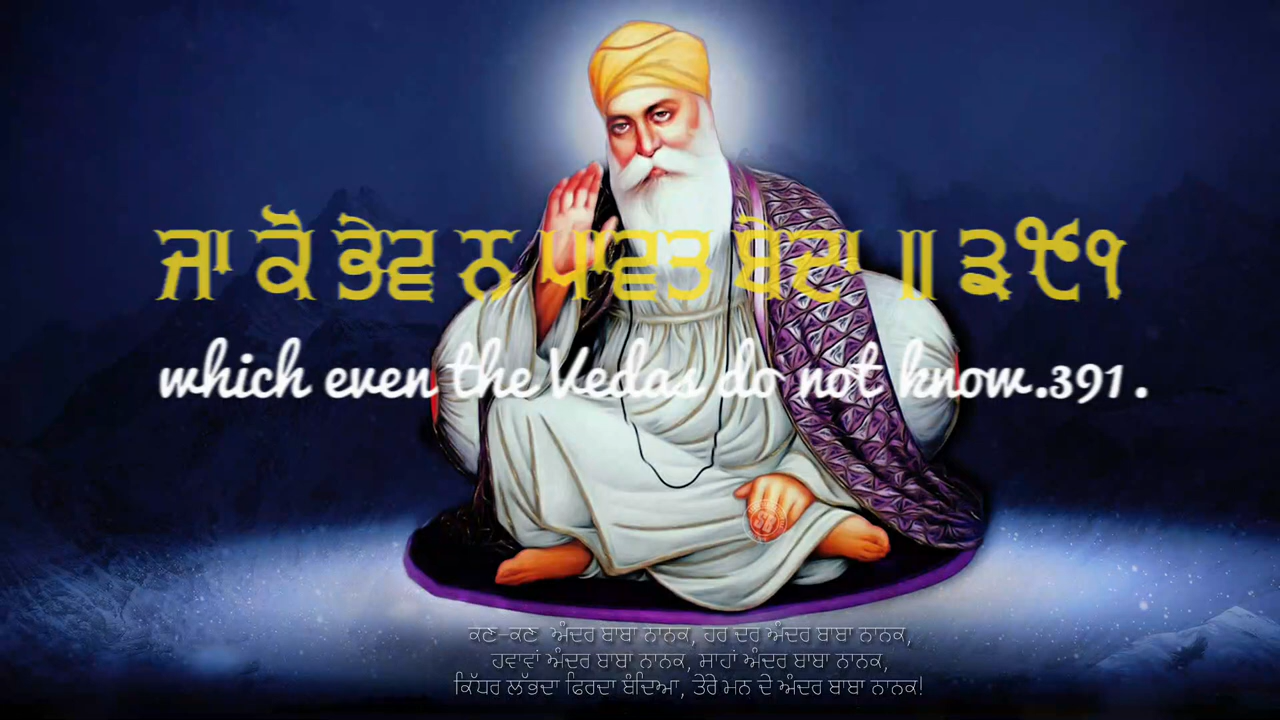 ਜਾ ਕੌ ਭੇਵ ਨ ਪਾਵਤ ਬੇਦਾ ॥ ੩੯੧
which even the Vedas do not know.391 .
ਕਣ-ਕਣ ਅੰਦਰ ਬਾਬਾ ਨਾਨਕ, ਹਰ ਦਰ ਅੰਦਰ ਬਾਬਾ ਨਾਨਕ,
ਹਵਾਵਾਂ ਅੰਦਰ ਬਾਬਾ ਨਾਨਕ, ਸਾਹਾਂ ਅੰਦਰ ਬਾਬਾ ਨਾਨਕ,
ਕਿੱਧਰ ਲੱਭਦਾ ਫਿਰਦਾ ਬੰਦਿਆ, ਤੇਰੇ ਮਨ ਦੇ ਅੰਦਰ ਬਾਬਾ ਨਾਨਕ!